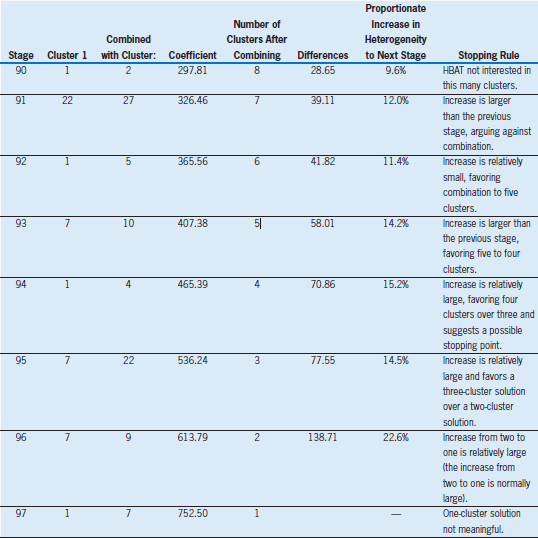 Proportionate
Number of Increase in
Combined Clusters After Heterogeneity
Stage Cluster 1 with Cluster: Coefficient Combining Differences to Next Stage Stopping Rule
90 1 2 297.81 8 28.65 9.6% HBAT not interested in
this many clusters.
91 22 27 326.46 7 39.11 12.0% Increase is larger
than the previous
stage, arguing against
combination.
92 1 5 365.56 6 41.82 11.4% Increase is relatively
small, favoring
combination to five
clusters.
93 7 10 407.38 5 58.01 14.2% Increase is larger than
the previous stage,
favoring five to four
clusters.
94 1 4 465.39 4 70.86 15.2% Increase is relatively
large, favoring four
clusters over three and
suggests a possible
stopping point.
95 7 22 536.24 3 77.55 14.5% Increase is relatively
large and favors a
three-cluster solution
over a two-cluster
solution.
96 7 9 613.79 2 138.71 22.6% Increase from two to
one is relatively large
(the increase from
two to one is normally
large).
97 1 7 752.50 1 — One-cluster solution
not meaningful.